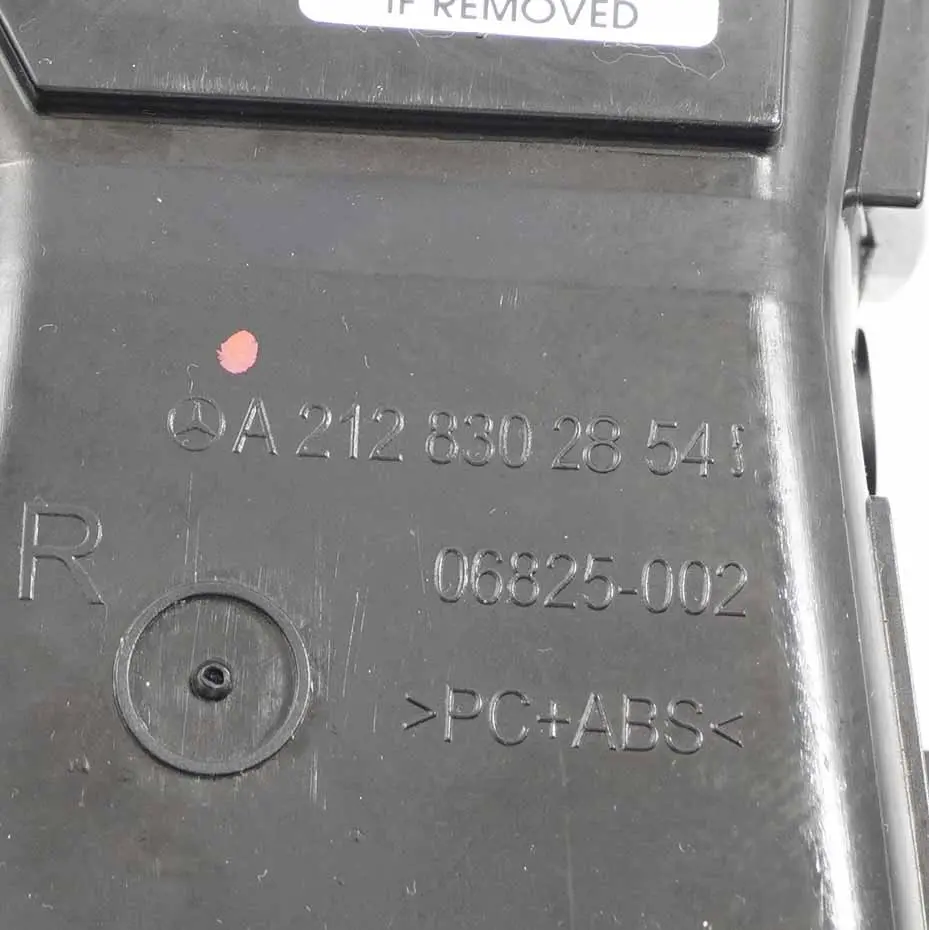 IF REMOVED
A 212 830 28 54
R
06825-002
>PC+ABS<